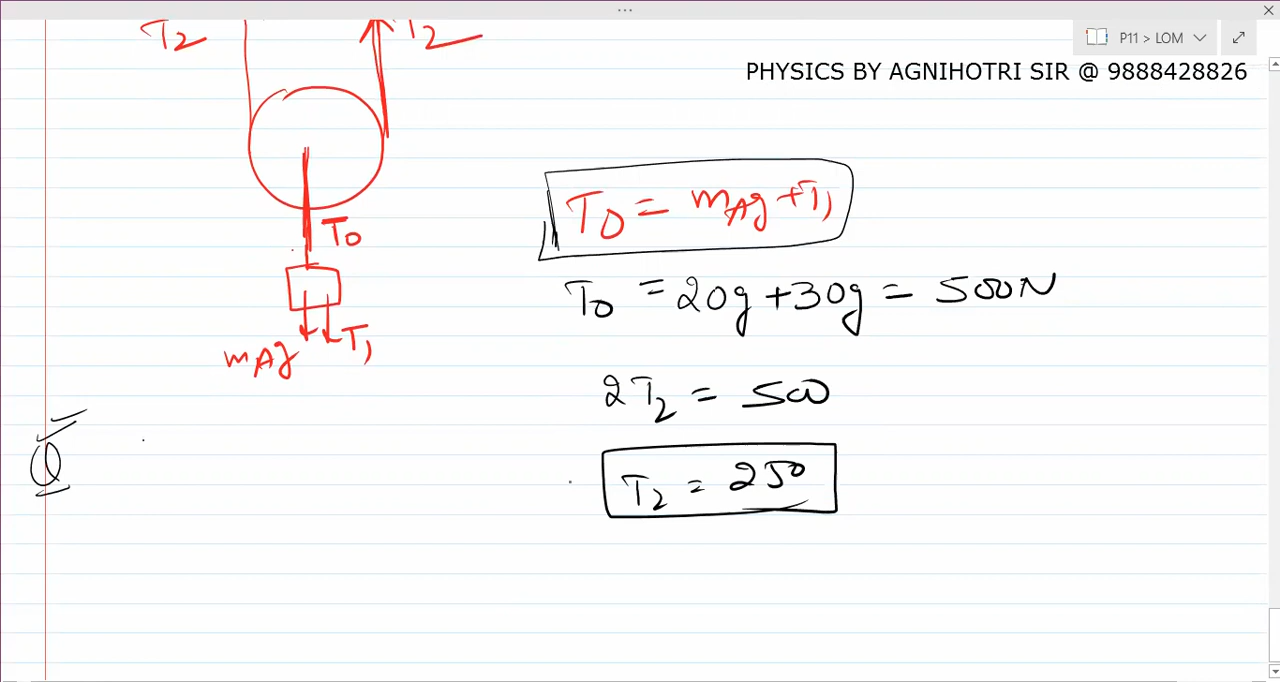 P11 > LOM
PHYSICS BY AGNIHOTRI SIR @ 9888428826
T2 T2
T0 = mAg + T1
T0
T0 = 20g + 30g = 500N
mAg T1
2T2 = 500
Q
T2 = 250